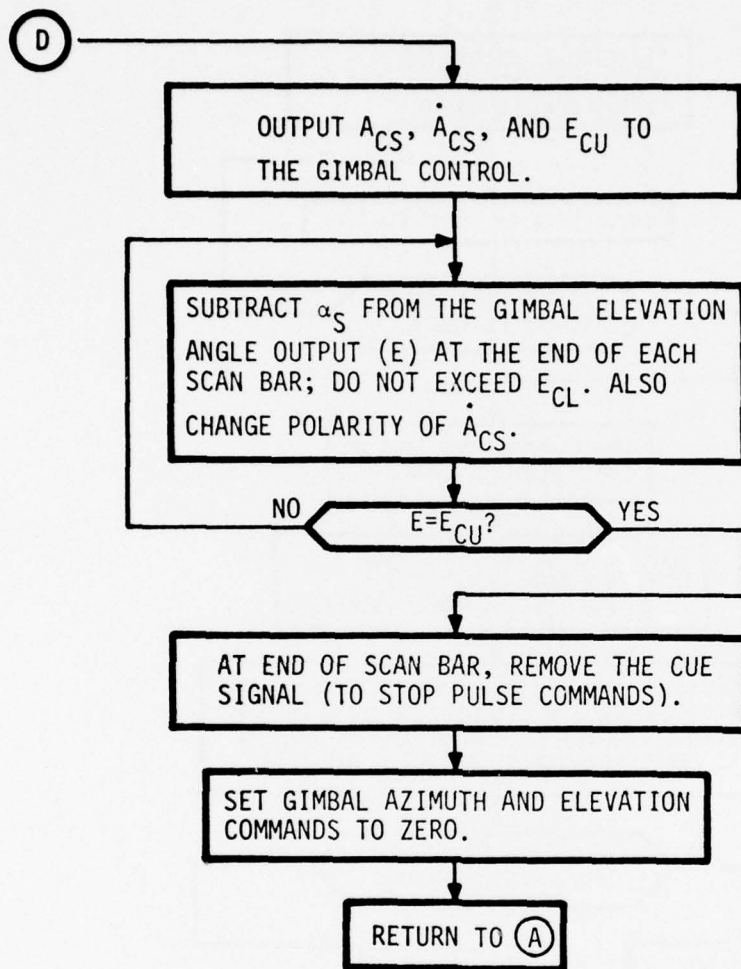 D
OUTPUT A_CS, Ȧ_CS, AND E_CU TO
THE GIMBAL CONTROL.
SUBTRACT α_S FROM THE GIMBAL ELEVATION
ANGLE OUTPUT (E) AT THE END OF EACH
SCAN BAR; DO NOT EXCEED E_CL. ALSO
CHANGE POLARITY OF Ȧ_CS.
NO
E=E_CU?
YES
AT END OF SCAN BAR, REMOVE THE CUE
SIGNAL (TO STOP PULSE COMMANDS).
SET GIMBAL AZIMUTH AND ELEVATION
COMMANDS TO ZERO.
RETURN TO A